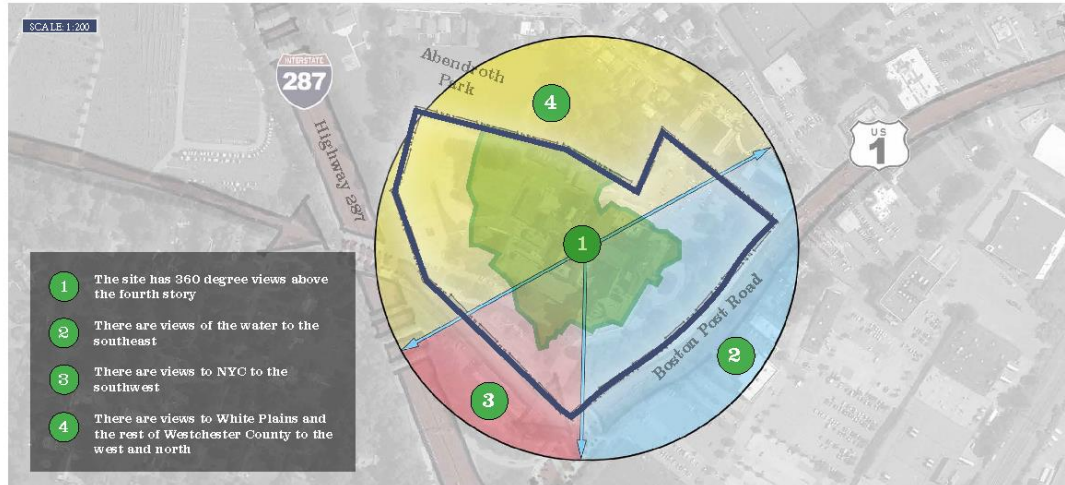 SCALE: 1:200
INTERSTATE
287
Highway 287
Abendroth
Park
4
US
1
1
Boston Post Road
2
3
1 The site has 360 degree views above
the fourth story
2 There are views of the water to the
southeast
3 There are views to NYC to the
southwest
4 There are views to White Plains and
the rest of Westchester County to the
west and north